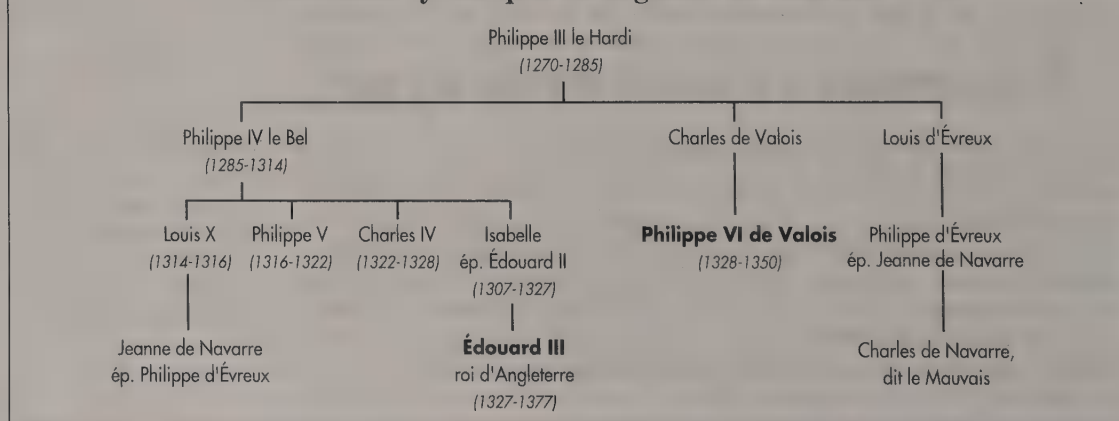 Philippe III le Hardi
(1270-1285)
Philippe IV le Bel
(1285-1314)
Charles de Valois
Louis d'Évreux
Louis X
(1314-1316)
Philippe V
(1316-1322)
Charles IV
(1322-1328)
Isabelle
ép. Édouard II
(1307-1327)
Philippe VI de Valois
(1328-1350)
Philippe d'Évreux
ép. Jeanne de Navarre
Jeanne de Navarre
ép. Philippe d'Évreux
Édouard III
roi d'Angleterre
(1327-1377)
Charles de Navarre,
dit le Mauvais